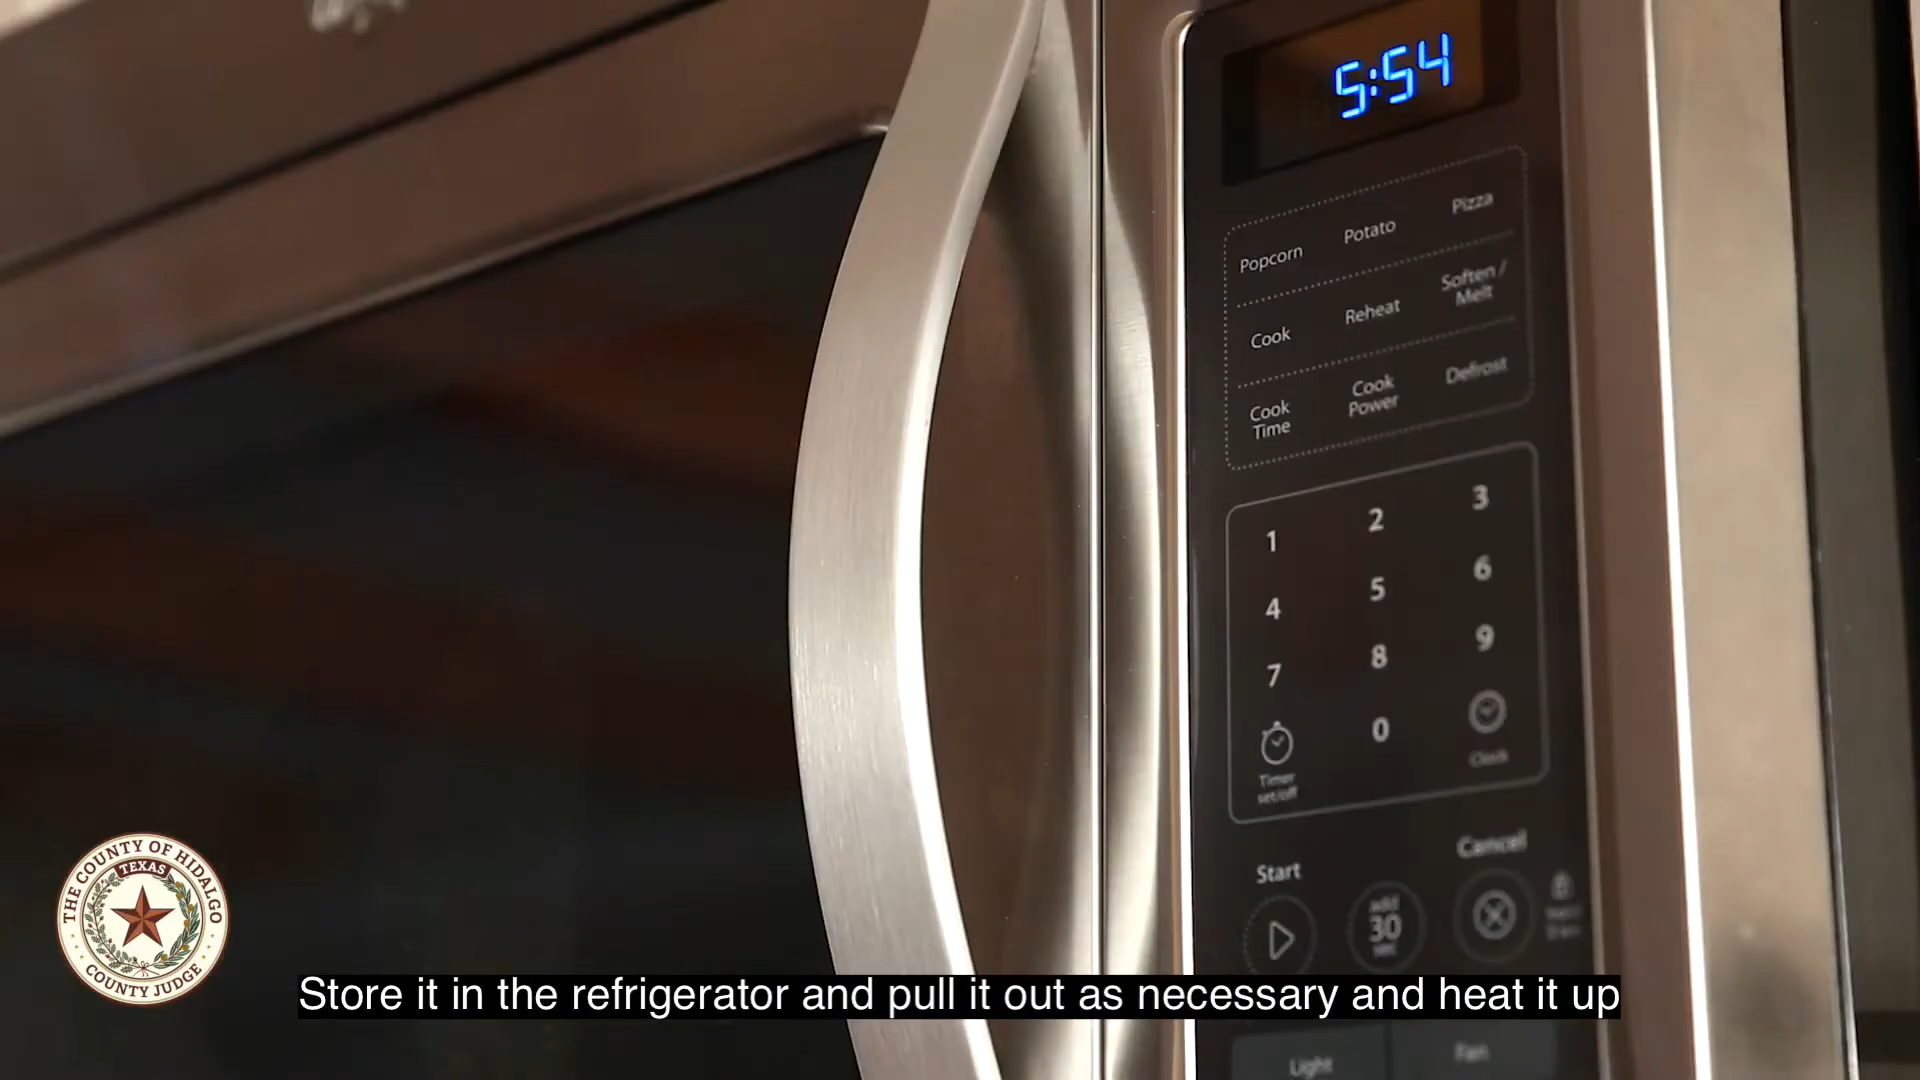 5:54
Popcorn Potato Pizza
Cook Reheat Soften /
Melt
Cook
Time
Cook
Power
Defrost
1 2 3
4 5 6
7 8 9
0
Timer
set/off
Clock
Start
Cancel
add
30
sec
Light Fan
THE COUNTY OF HIDALGO
TEXAS
COUNTY JUDGE
Store it in the refrigerator and pull it out as necessary and heat it up